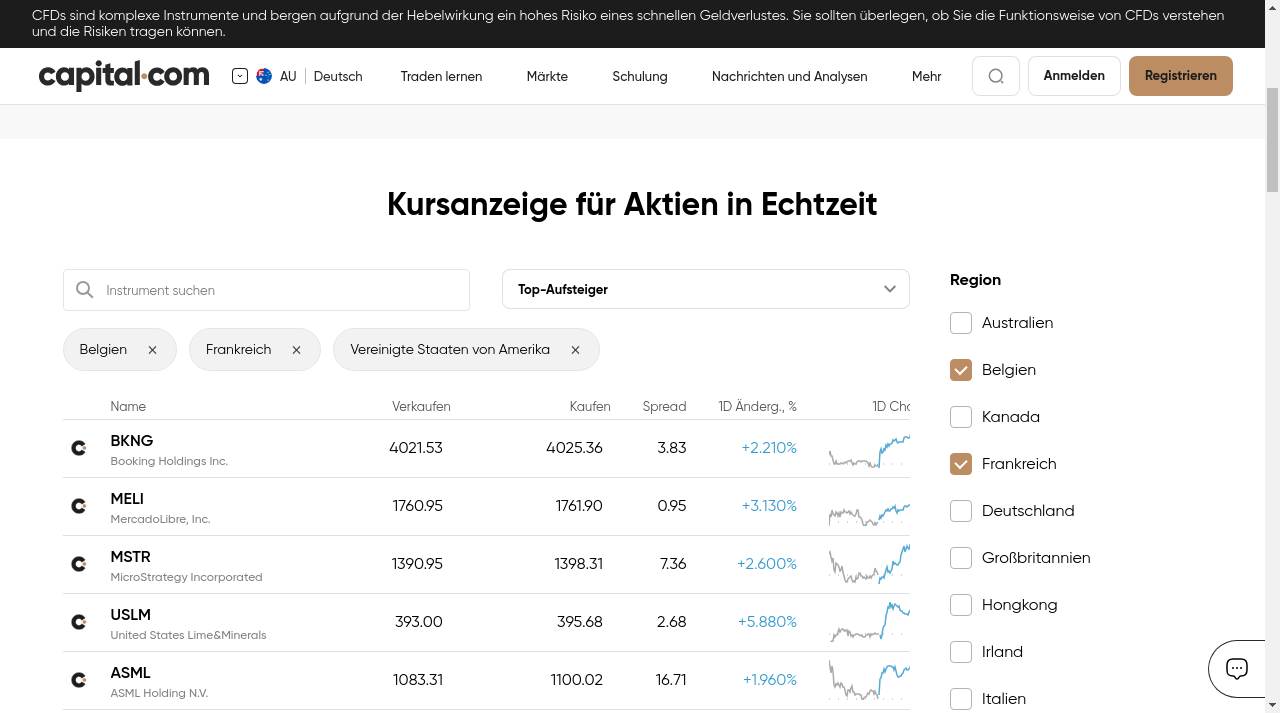 CFDs sind komplexe Instrumente und bergen aufgrund der Hebelwirkung ein hohes Risiko eines schnellen Geldverlustes. Sie sollten überlegen, ob Sie die Funktionsweise von CFDs verstehen
und die Risiken tragen können.
capital.com AU Deutsch Traden lernen Märkte Schulung Nachrichten und Analysen Mehr Anmelden Registrieren
Kursanzeige für Aktien in Echtzeit
Instrument suchen
Top-Aufsteiger
Belgien Frankreich Vereinigte Staaten von Amerika
Name Verkaufen Kaufen Spread 1D Änderg., %
1D
BKNG 4021.53 4025.36 3.83 +2.210%
Booking Holdings Inc.
MELI 1760.95 1761.90 0.95 +3.130%
MercadoLibre, Inc.
MSTR 1390.95 1398.31 7.36 +2.600%
MicroStrategy Incorporated
USLM 393.00 395.68 2.68 +5.880%
United States Lime&Minerals
ASML 1083.31 1100.02 16.71 +1.960%
ASML Holding N.V.
Region
Australien
Belgien
Kanada
Frankreich
Deutschland
Großbritannien
Hongkong
Irland
Italien